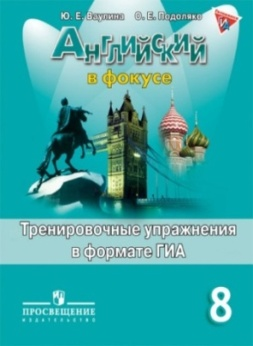 Ю. Е. Ваулина О. Е. Подоляко
Английский
в фокусе
Тренировочные упражнения
в формате ГИА
ПРОСВЕЩЕНИЕ
ИЗДАТЕЛЬСТВО
8